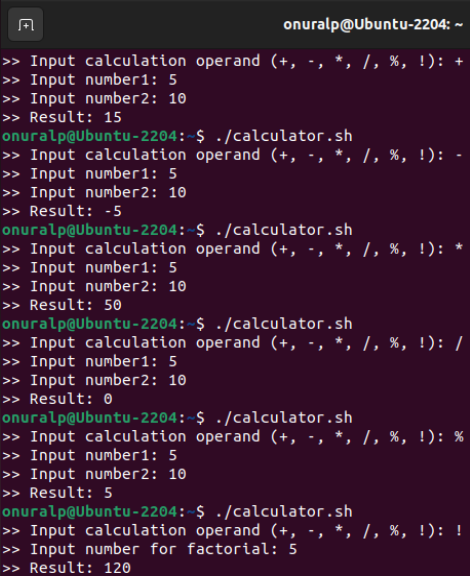 onuralp@Ubuntu-2204: ~
>> Input calculation operand (+, -, *, /, %, !): +
>> Input number1: 5
>> Input number2: 10
>> Result: 15
onuralp@Ubuntu-2204:~$ ./calculator.sh
>> Input calculation operand (+, -, *, /, %, !): -
>> Input number1: 5
>> Input number2: 10
>> Result: -5
onuralp@Ubuntu-2204:~$ ./calculator.sh
>> Input calculation operand (+, -, *, /, %, !): *
>> Input number1: 5
>> Input number2: 10
>> Result: 50
onuralp@Ubuntu-2204:~$ ./calculator.sh
>> Input calculation operand (+, -, *, /, %, !): /
>> Input number1: 5
>> Input number2: 10
>> Result: 0
onuralp@Ubuntu-2204:~$ ./calculator.sh
>> Input calculation operand (+, -, *, /, %, !): %
>> Input number1: 5
>> Input number2: 10
>> Result: 5
onuralp@Ubuntu-2204:~$ ./calculator.sh
>> Input calculation operand (+, -, *, /, %, !): !
>> Input number for factorial: 5
>> Result: 120